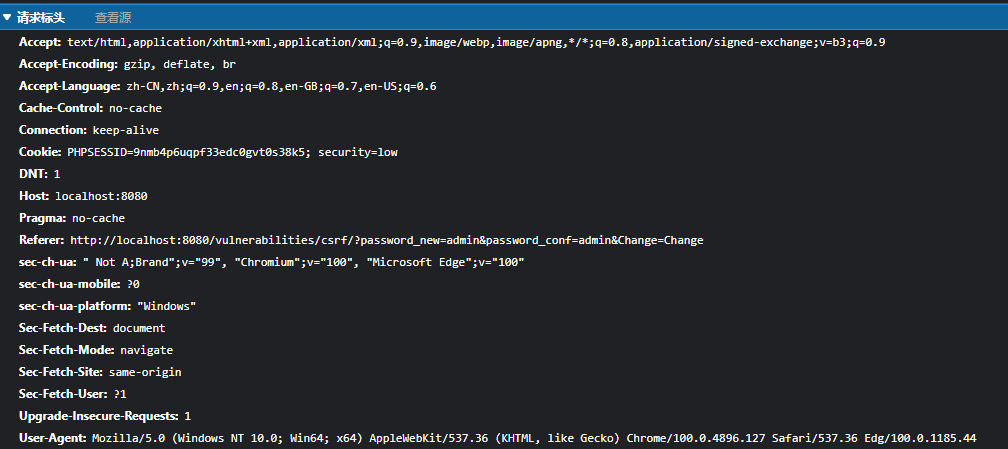 请求标头 查看源
Accept: text/html,application/xhtml+xml,application/xml;q=0.9,image/webp,image/apng,*/*;q=0.8,application/signed-exchange;v=b3;q=0.9
Accept-Encoding: gzip, deflate, br
Accept-Language: zh-CN,zh;q=0.9,en;q=0.8,en-GB;q=0.7,en-US;q=0.6
Cache-Control: no-cache
Connection: keep-alive
Cookie: PHPSESSID=9nmb4p6uqpf33edc0gvt0s38k5; security=low
DNT: 1
Host: localhost:8080
Pragma: no-cache
Referer: http://localhost:8080/vulnerabilities/csrf/?password_new=admin&password_conf=admin&Change=Change
sec-ch-ua: " Not A;Brand";v="99", "Chromium";v="100", "Microsoft Edge";v="100"
sec-ch-ua-mobile: ?0
sec-ch-ua-platform: "Windows"
Sec-Fetch-Dest: document
Sec-Fetch-Mode: navigate
Sec-Fetch-Site: same-origin
Sec-Fetch-User: ?1
Upgrade-Insecure-Requests: 1
User-Agent: Mozilla/5.0 (Windows NT 10.0; Win64; x64) AppleWebKit/537.36 (KHTML, like Gecko) Chrome/100.0.4896.127 Safari/537.36 Edg/100.0.1185.44